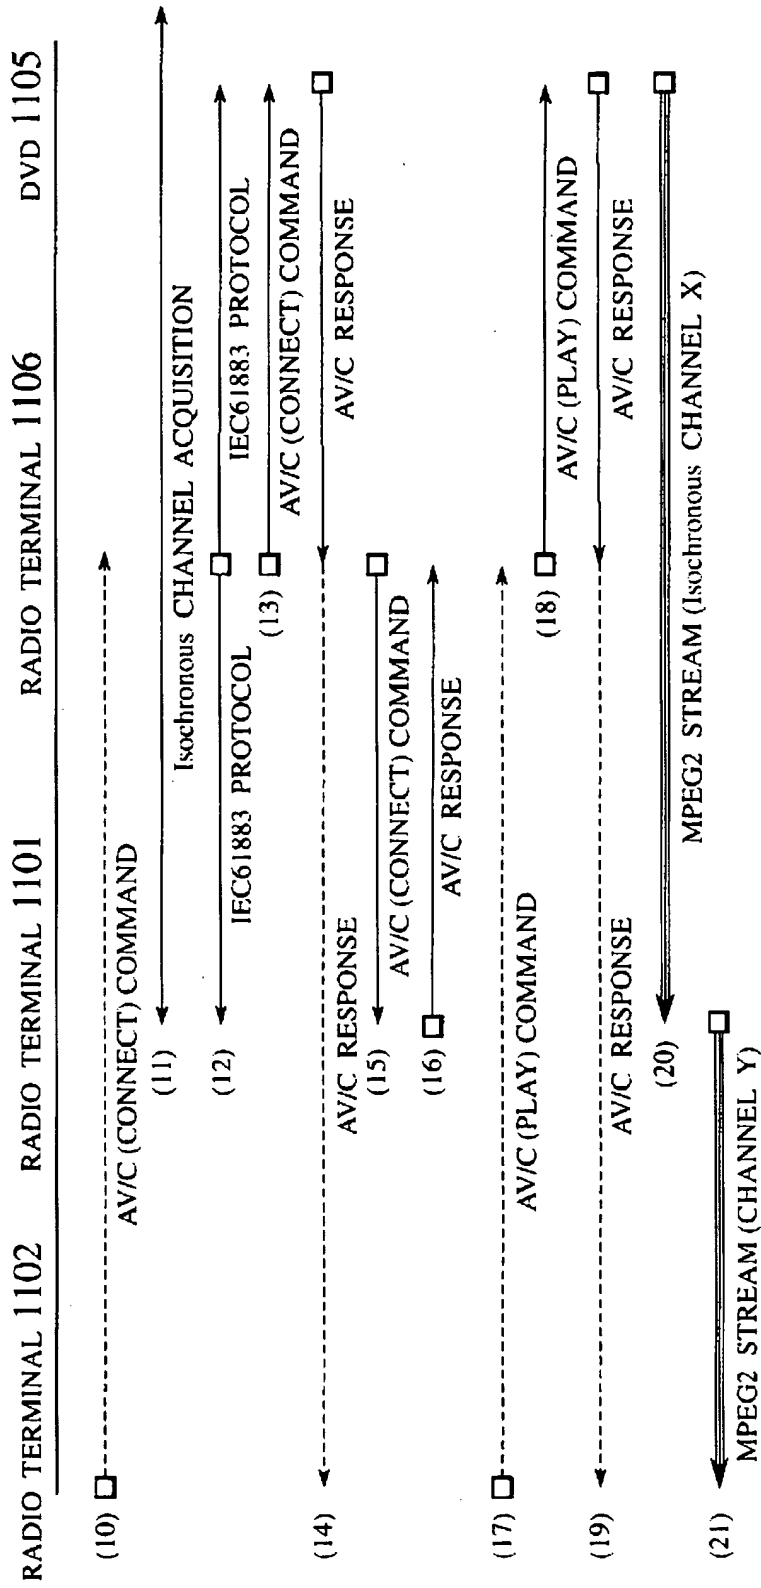 RADIO TERMINAL 1102
RADIO TERMINAL 1101
RADIO TERMINAL 1106
DVD 1105
(10)
AV/C (CONNECT) COMMAND
(11)
Isochronous CHANNEL ACQUISITION
(12)
IEC61883 PROTOCOL
IEC61883 PROTOCOL
(13)
AV/C (CONNECT) COMMAND
(14)
AV/C RESPONSE
AV/C RESPONSE
(15)
AV/C (CONNECT) COMMAND
(16)
AV/C RESPONSE
(17)
AV/C (PLAY) COMMAND
(18)
AV/C (PLAY) COMMAND
(19)
AV/C RESPONSE
AV/C RESPONSE
(20)
MPEG2 STREAM (Isochronous CHANNEL X)
(21)
MPEG2 STREAM (CHANNEL Y)